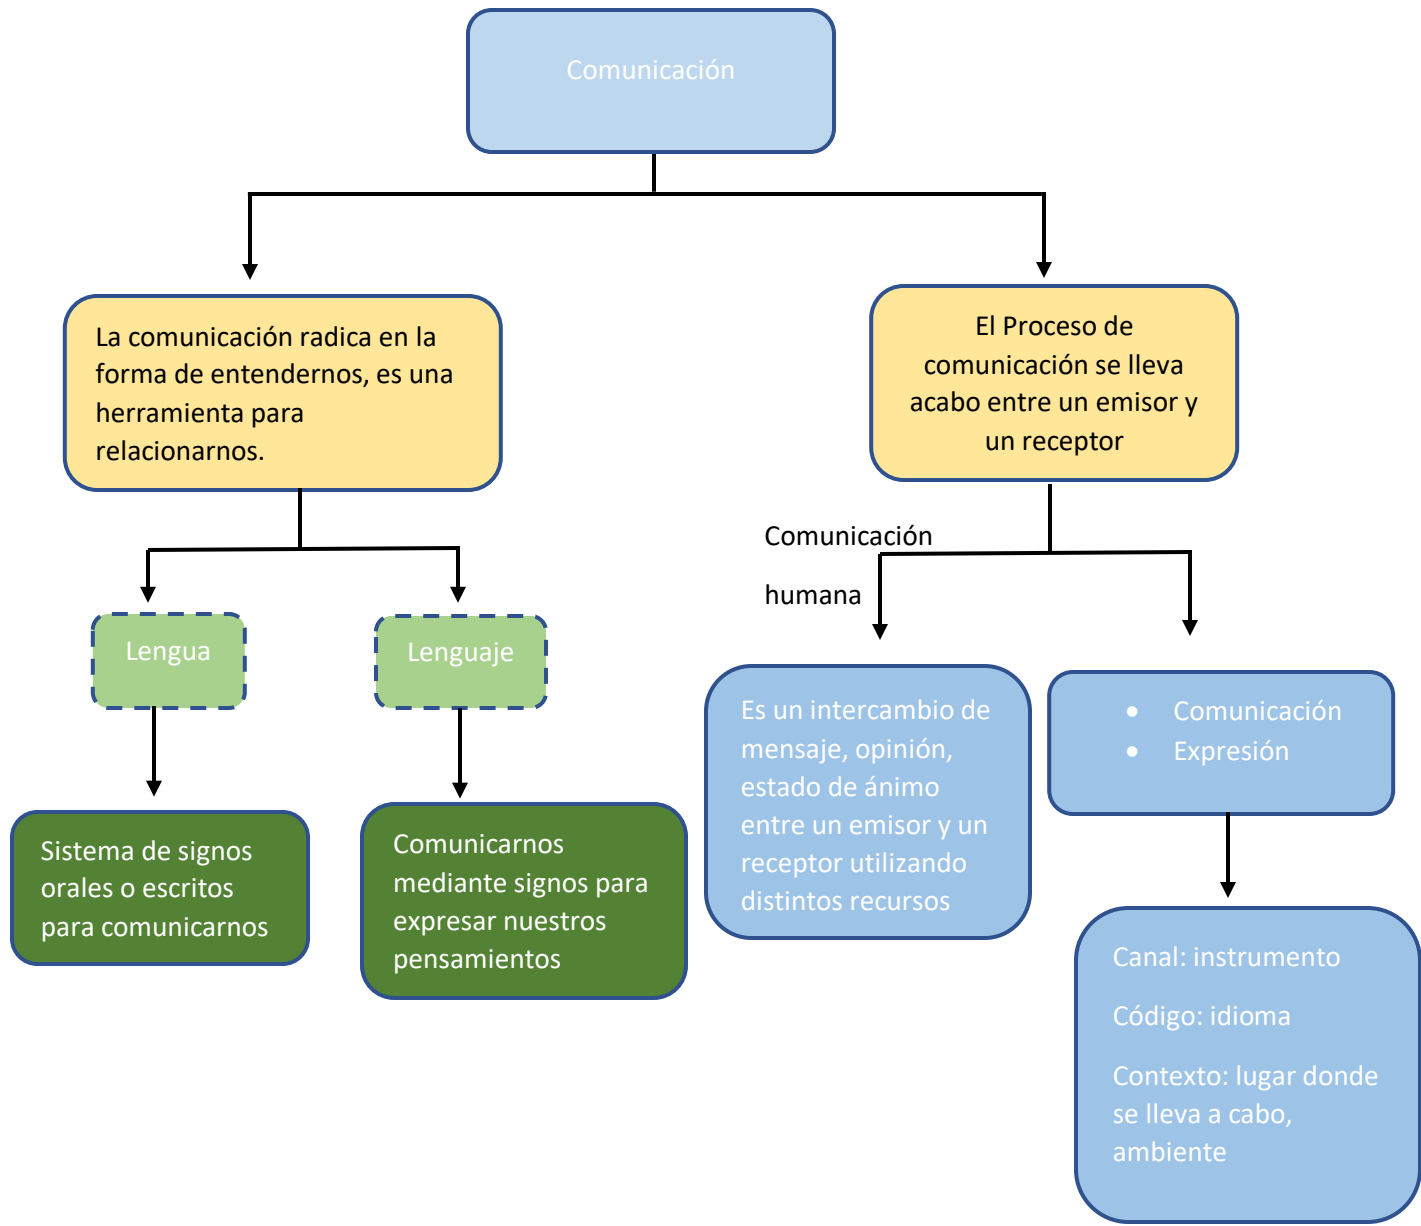 Comunicación
La comunicación radica en la
forma de entendernos, es una
herramienta para
relacionarnos.
El Proceso de
comunicación se lleva
acabo entre un emisor y
un receptor
Comunicación
humana
Lengua
Lenguaje
Es un intercambio de
mensaje, opinión,
estado de ánimo
entre un emisor y un
receptor utilizando
distintos recursos
• Comunicación
• Expresión
Sistema de signos
orales o escritos
para comunicarnos
Comunicarnos
mediante signos para
expresar nuestros
pensamientos
Canal: instrumento
Código: idioma
Contexto: lugar donde
se lleva a cabo,
ambiente